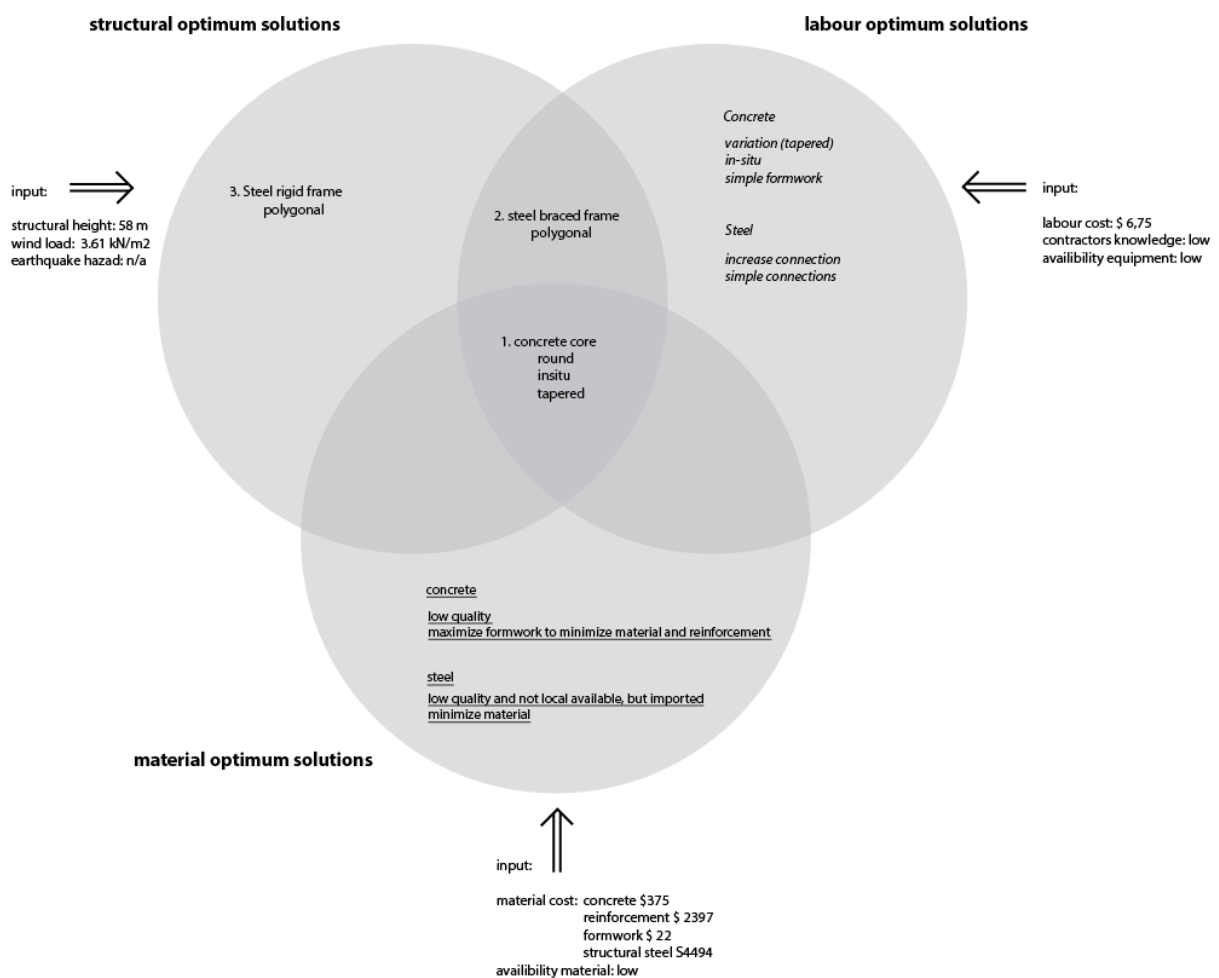 structural optimum solutions
labour optimum solutions
input:
structural height: 58 m
wind load: 3.61 kN/m2
earthquake hazad: n/a
3. Steel rigid frame
polygonal
2. steel braced frame
polygonal
Concrete
variation (tapered)
in-situ
simple formwork
Steel
increase connection
simple connections
input:
labour cost: $ 6,75
contractors knowledge: low
availibility equipment: low
1. concrete core
round
insitu
tapered
concrete
low quality
maximize formwork to minimize material and reinforcement
steel
low quality and not local available, but imported
minimize material
material optimum solutions
input:
material cost: concrete $375
reinforcement $ 2397
formwork $ 22
structural steel S4494
availibility material: low